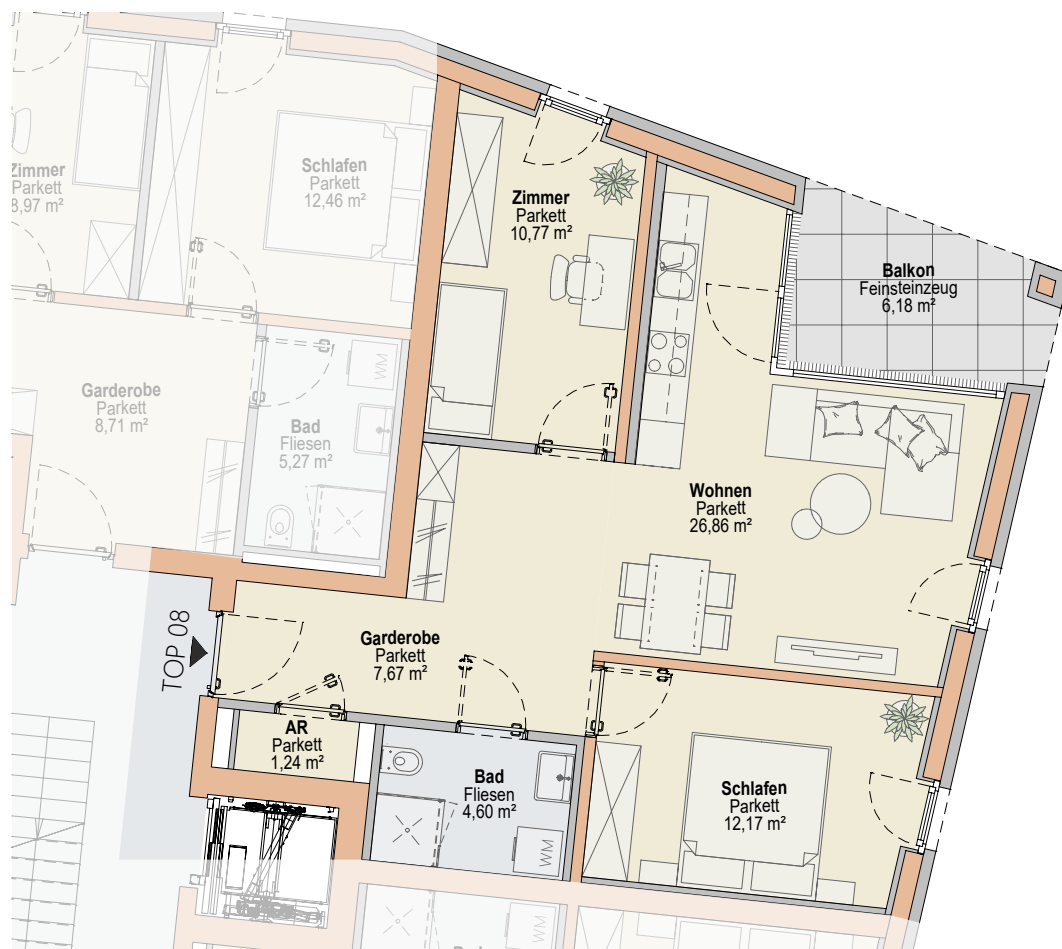 Zimmer
Parkett
8,97 m²
Schlafen
Parkett
12,46 m²
Zimmer
Parkett
10,77 m²
Balkon
Feinsteinzeug
6,18 m²
Garderobe
Parkett
8,71 m²
WM
Bad
Fliesen
5,27 m²
Wohnen
Parkett
26,86 m²
TOP 08
Garderobe
Parkett
7,67 m²
AR
Parkett
1,24 m²
Bad
Fliesen
4,60 m²
WM
Schlafen
Parkett
12,17 m²